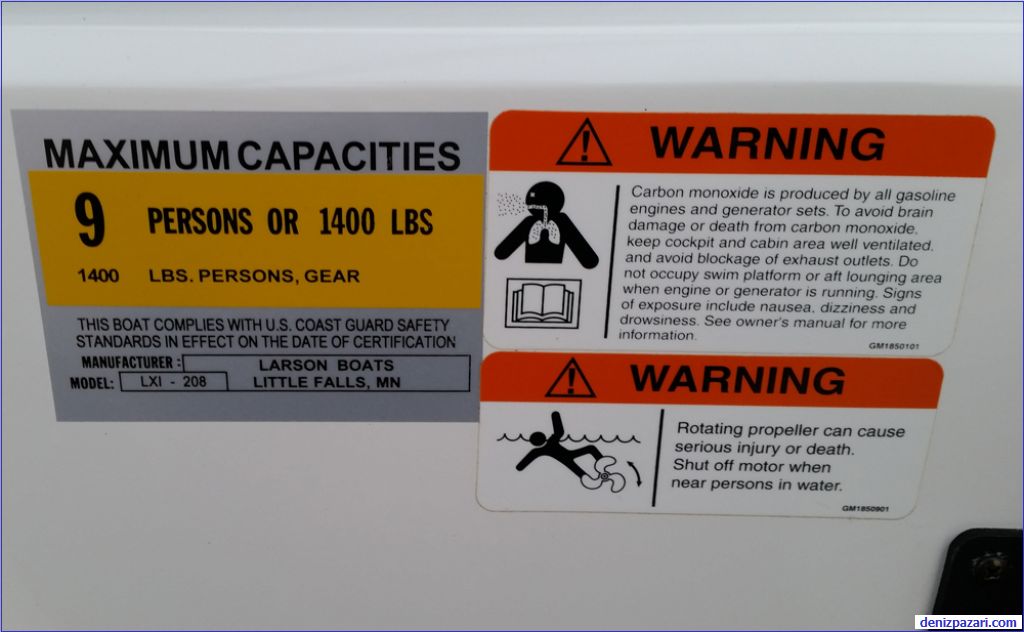 MAXIMUM CAPACITIES
9 PERSONS OR 1400 LBS
1400 LBS. PERSONS, GEAR
THIS BOAT COMPLIES WITH U.S. COAST GUARD SAFETY
STANDARDS IN EFFECT ON THE DATE OF CERTIFICATION
MANUFACTURER : LARSON BOATS
MODEL: LXI - 208 LITTLE FALLS, MN
WARNING
Carbon monoxide is produced by all gasoline
engines and generator sets. To avoid brain
damage or death from carbon monoxide,
keep cockpit and cabin area well ventilated,
and avoid blockage of exhaust outlets. Do
not occupy swim platform or aft lounging area
when engine or generator is running. Signs
of exposure include nausea, dizziness and
drowsiness. See owner's manual for more
information.
GM1850101
WARNING
Rotating propeller can cause
serious injury or death.
Shut off motor when
near persons in water.
GM1850901
denizpazari.com